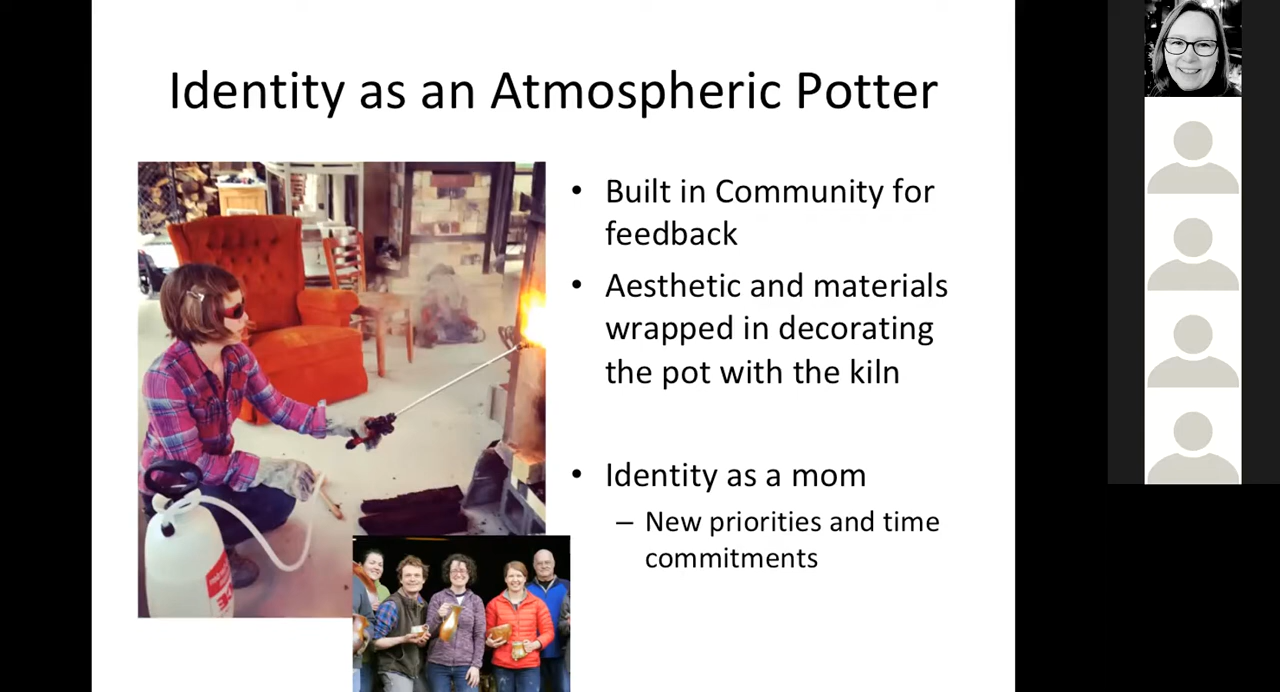 Identity as an Atmospheric Potter
• Built in Community for
feedback
• Aesthetic and materials
wrapped in decorating
the pot with the kiln
• Identity as a mom
– New priorities and time
commitments